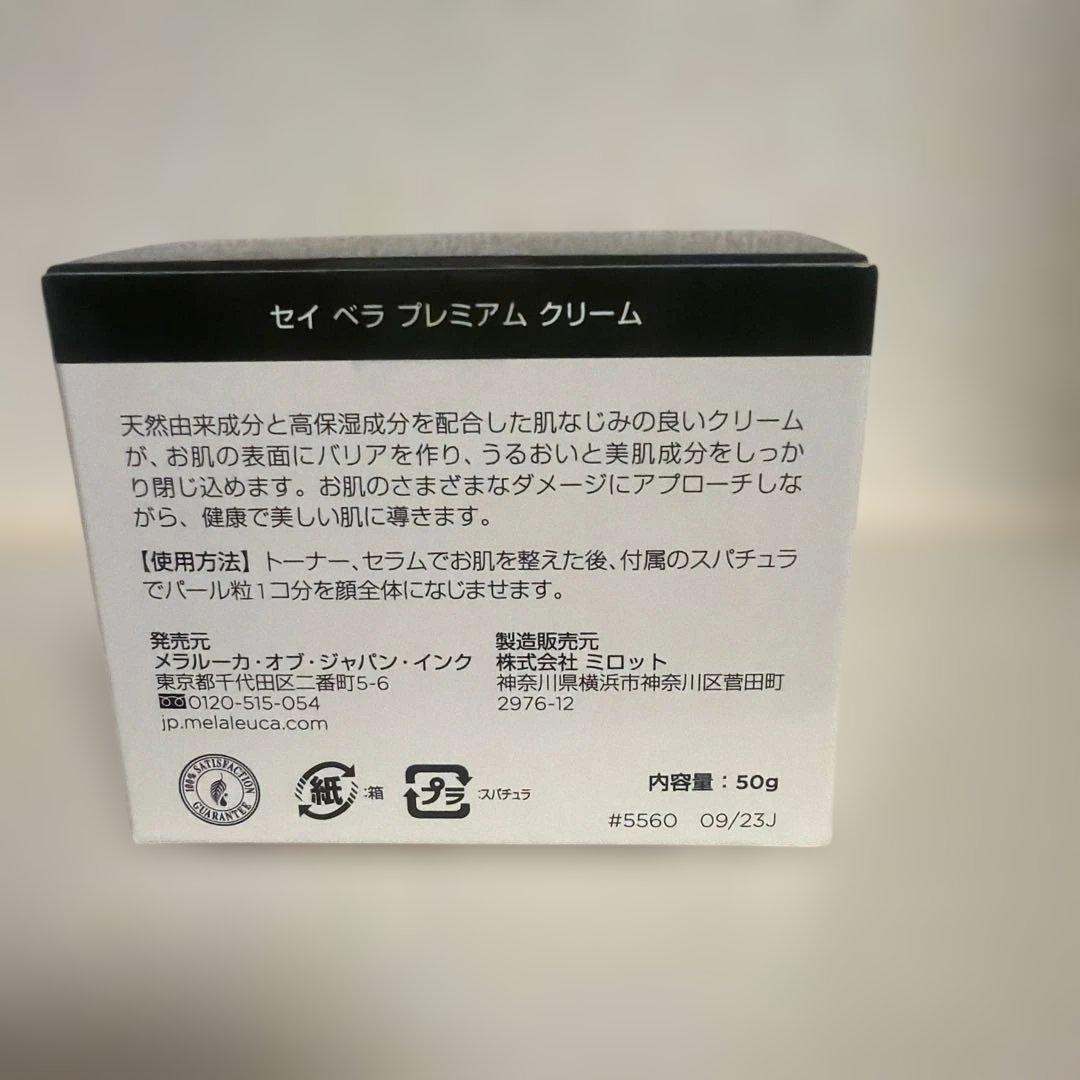 セイ ベラ プレミアム クリーム
天然由来成分と高保湿成分を配合した肌なじみの良いクリーム
が、お肌の表面にバリアを作り、うるおいと美肌成分をしっか
り閉じ込めます。お肌のさまざまなダメージにアプローチしな
がら、健康で美しい肌に導きます。
【使用方法】トーナー、セラムでお肌を整えた後、付属のスパチュラ
でパール粒1コ分を顔全体になじませます。
発売元
メラルーカ・オブ・ジャパン・インク
東京都千代田区二番町5-6
0120-515-054
jp.melaleuca.com
製造販売元
株式会社 ミロット
神奈川県横浜市神奈川区菅田町
2976-12
100% SATISFACTION GUARANTEE
紙:箱
プラ:スパチュラ
内容量：50g
#5560 09/23J